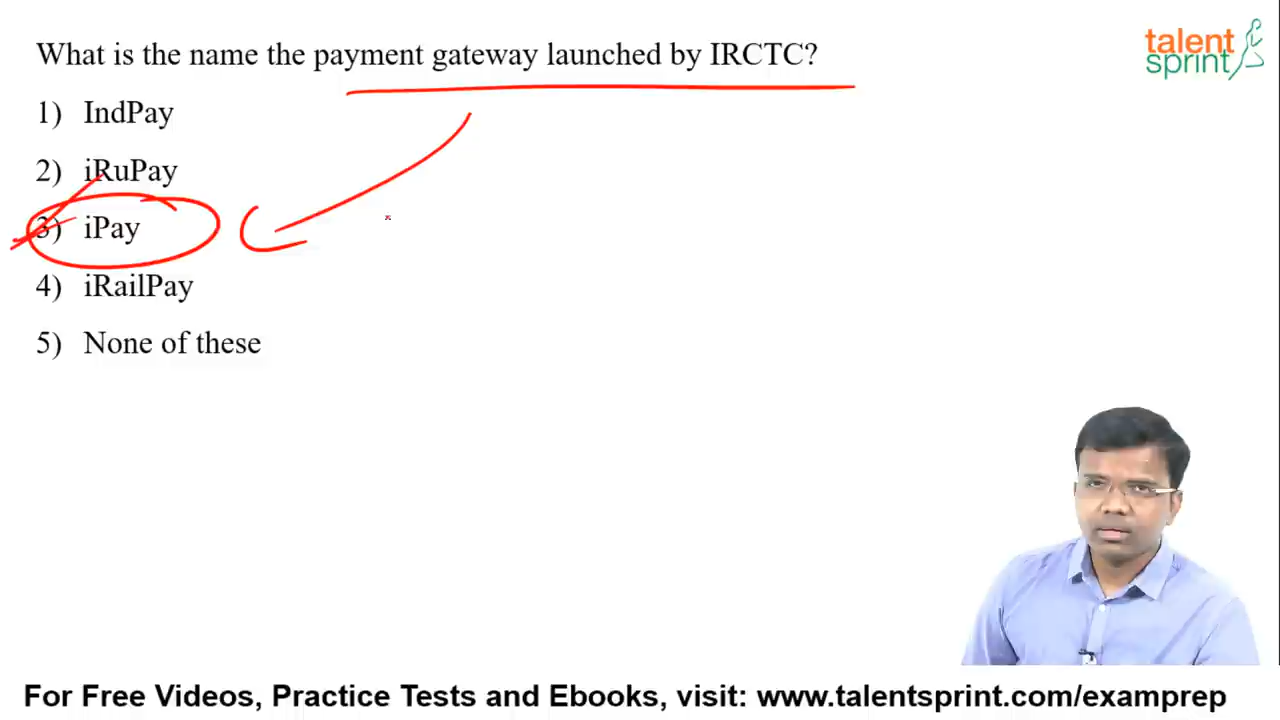 What is the name the payment gateway launched by IRCTC?
talent
sprint
1) IndPay
2) iRuPay
3) iPay
4) iRailPay
5) None of these
For Free Videos, Practice Tests and Ebooks, visit: www.talentsprint.com/examprep